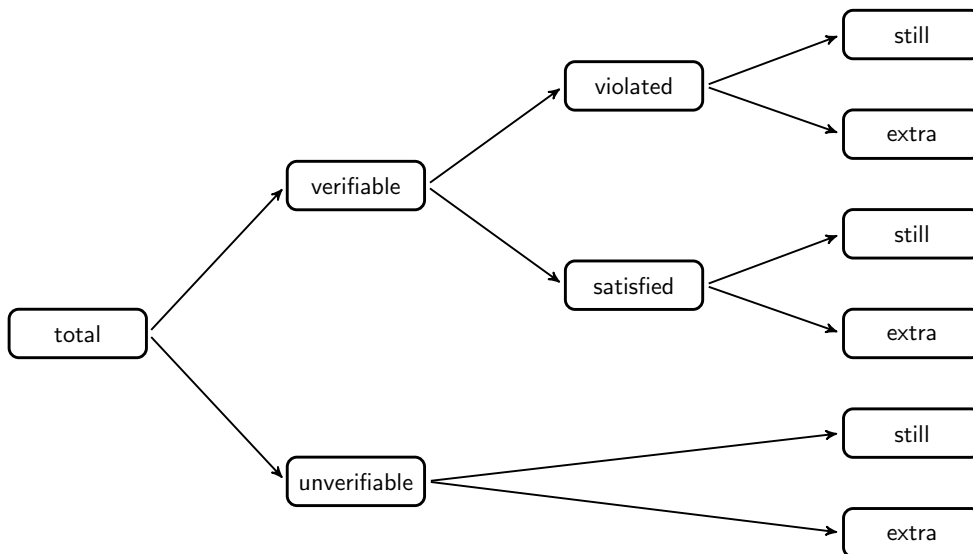 still
violated
extra
verifiable
still
satisfied
extra
total
still
unverifiable
extra